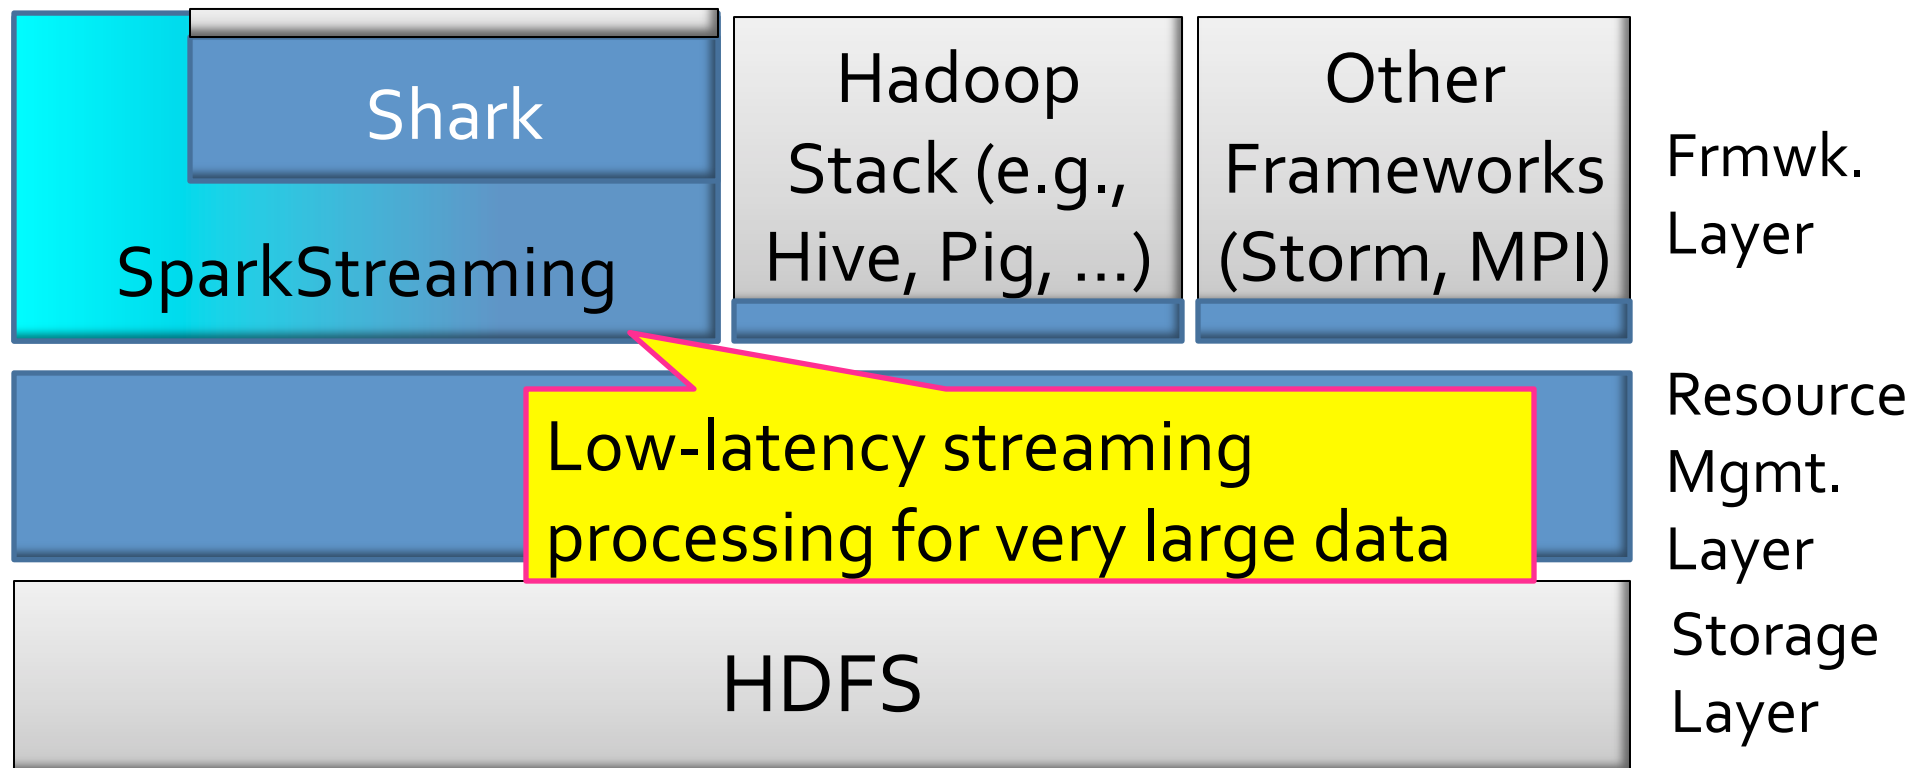 Shark
SparkStreaming
Hadoop
Stack (e.g.,
Hive, Pig, ...)
Other
Frameworks
(Storm, MPI)
Frmwk.
Layer
Low-latency streaming
processing for very large data
Resource
Mgmt.
Layer
HDFS
Storage
Layer